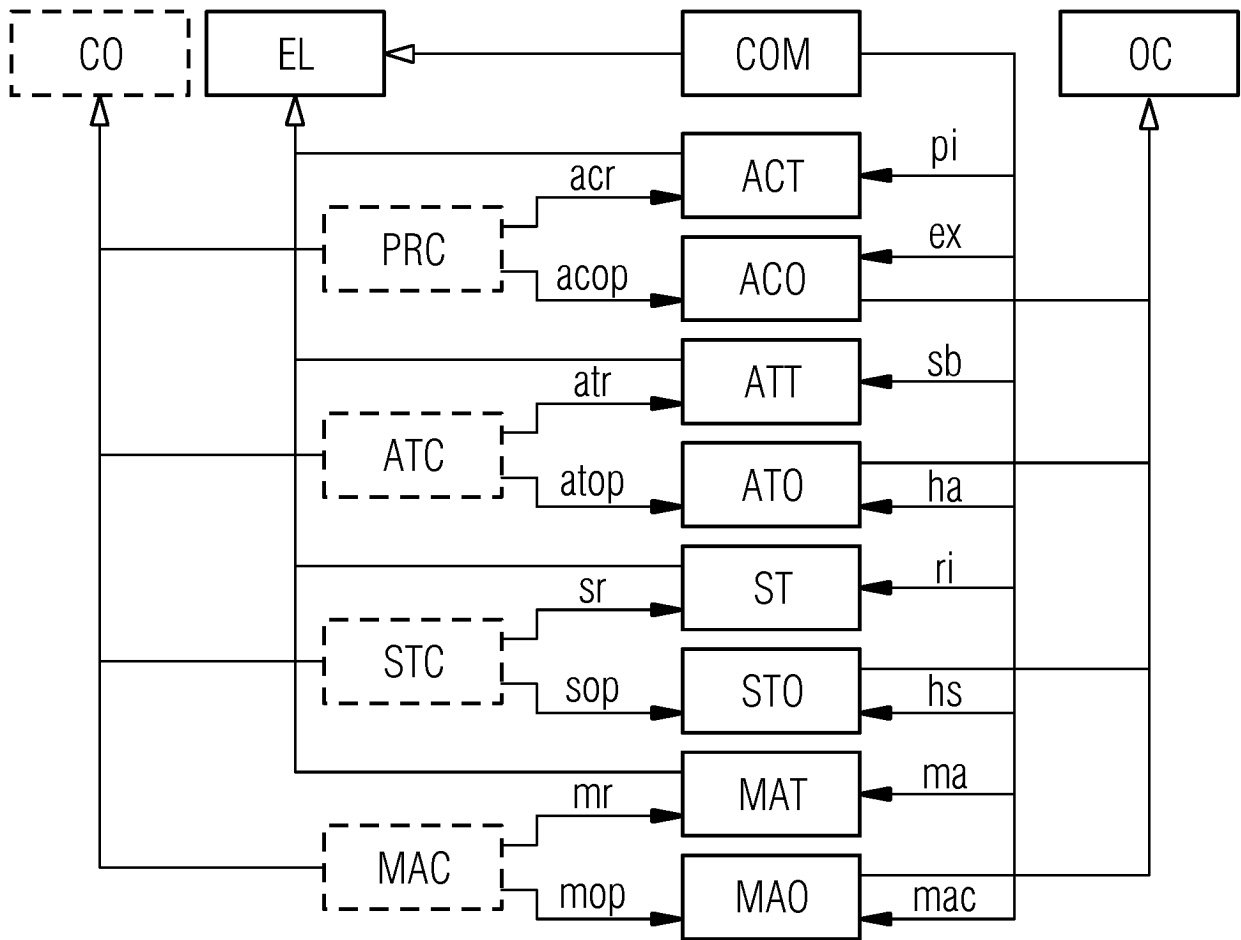 CO EL COM OC
pi
acr ACT
PRC
ex
acop ACO
sb
atr ATT
ATC
atop ATO ha
ri
sr ST
STC
sop STO hs
ma
mr MAT
MAC
mop MAO mac